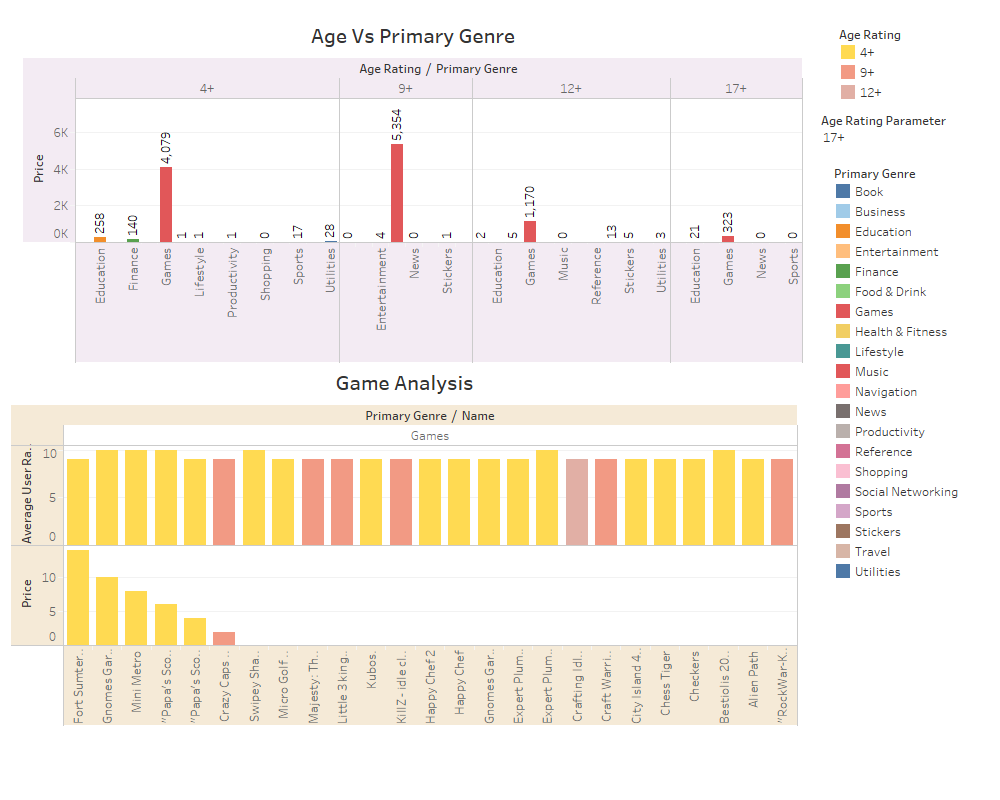 Age Vs Primary Genre
Age Rating / Primary Genre
4+ 9+ 12+ 17+
Price
6K
4K
2K
0K
258 140 4,079 1 1 1 0 17 28 0 4 5,354 0 1 2 5 1,170 0 13 5 3 21 323 0 0
Education Finance Games Lifestyle Productivity Shopping Sports Utilities Entertainment News Stickers Education Games Music Reference Stickers Utilities Education Games News Sports
Game Analysis
Primary Genre / Name
Games
Average User Ra..
10
5
0
Price
10
5
0
Fort Sumter..
Gnomes Gar..
Mini Metro
"Papa's Sco..
"Papa's Sco..
Crazy Caps ..
Swipey Sha..
Micro Golf ..
Majesty: Th..
Little 3 king..
Kubos.
KillZ - idle cl..
Happy Chef 2
Happy Chef
Gnomes Gar..
Expert Plum..
Expert Plum..
Crafting Idl..
Craft Warri..
City Island 4..
Chess Tiger
Checkers
Bestiolis 20..
Alien Path
"RockWar-K..
Age Rating
4+
9+
12+
Age Rating Parameter
17+
Primary Genre
Book
Business
Education
Entertainment
Finance
Food & Drink
Games
Health & Fitness
Lifestyle
Music
Navigation
News
Productivity
Reference
Shopping
Social Networking
Sports
Stickers
Travel
Utilities